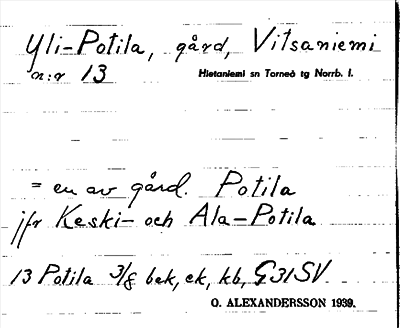 Yli-Potila, gård, Vitsaniemi
n:r 13
Hietaniemi sn Torneå tg Norrb. l.
= en av gård. Potila
jfr Keski- och Ala-Potila
13 Potila 3/8 bek, ek, kb, G31SV
O. ALEXANDERSSON 1939.